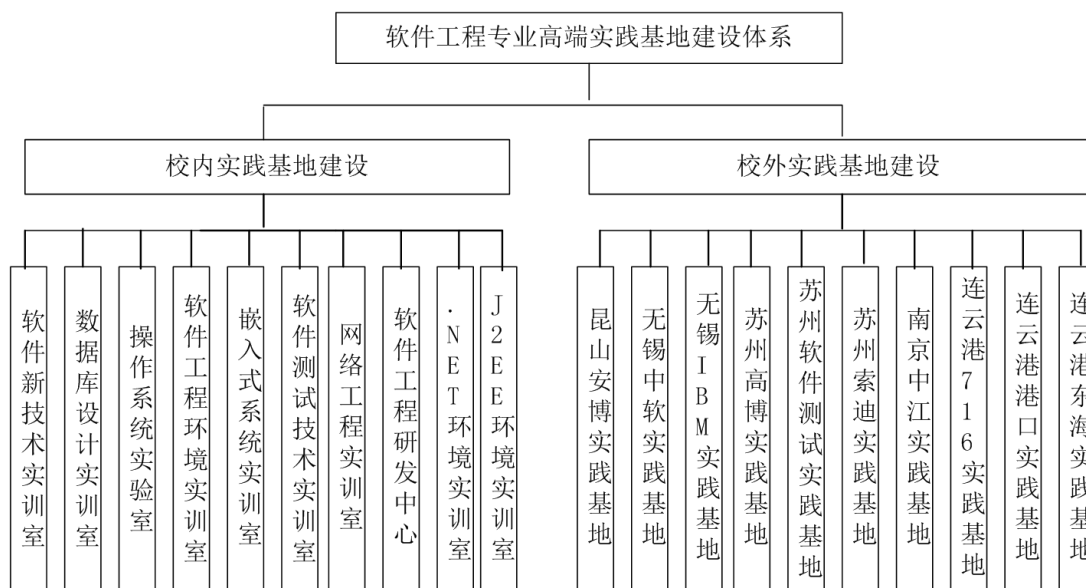 软件工程专业高端实践基地建设体系
校内实践基地建设
校外实践基地建设
软件新技术实训室
数据库设计实训室
操作系统实验室
软件工程环境实训室
嵌入式系统实训室
软件测试技术实训室
网络工程实训室
软件工程研发中心
.NET环境实训室
J2EE环境实训室
昆山安博实践基地
无锡中软实践基地
无锡IBM实践基地
苏州高博实践基地
苏州软件测试实践基地
苏州索迪实践基地
南京中江实践基地
连云港716实践基地
连云港港口实践基地
连云港东海实践基地